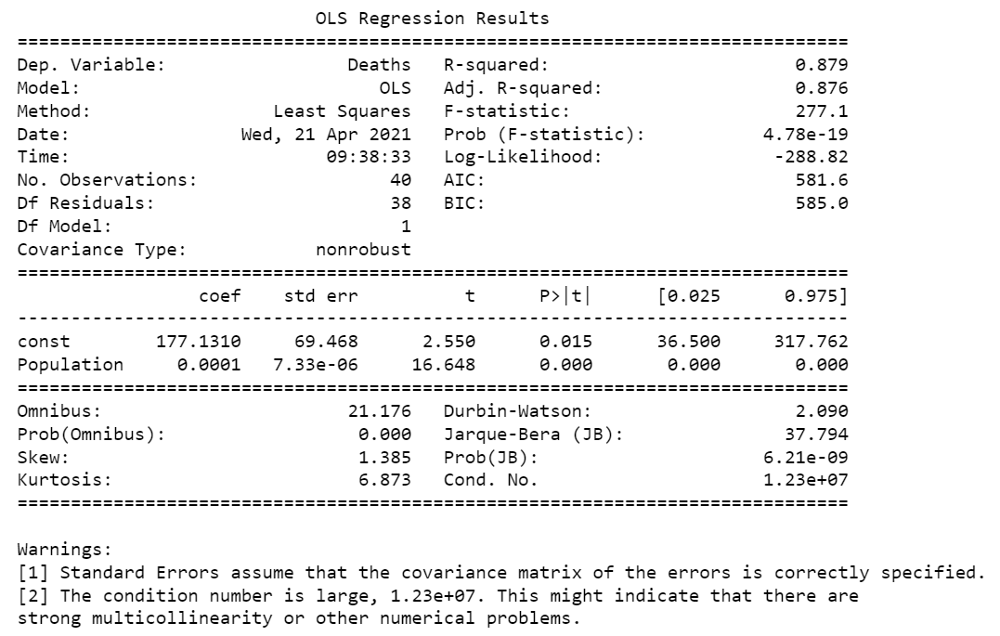 OLS Regression Results
==============================================================================
Dep. Variable: Deaths R-squared: 0.879
Model: OLS Adj. R-squared: 0.876
Method: Least Squares F-statistic: 277.1
Date: Wed, 21 Apr 2021 Prob (F-statistic): 4.78e-19
Time: 09:38:33 Log-Likelihood: -288.82
No. Observations: 40 AIC: 581.6
Df Residuals: 38 BIC: 585.0
Df Model: 1
Covariance Type: nonrobust
==============================================================================
coef std err t P>|t| [0.025 0.975]
------------------------------------------------------------------------------
const 177.1310 69.468 2.550 0.015 36.500 317.762
Population 0.0001 7.33e-06 16.648 0.000 0.000 0.000
==============================================================================
Omnibus: 21.176 Durbin-Watson: 2.090
Prob(Omnibus): 0.000 Jarque-Bera (JB): 37.794
Skew: 1.385 Prob(JB): 6.21e-09
Kurtosis: 6.873 Cond. No. 1.23e+07
==============================================================================
Warnings:
[1] Standard Errors assume that the covariance matrix of the errors is correctly specified.
[2] The condition number is large, 1.23e+07. This might indicate that there are
strong multicollinearity or other numerical problems.